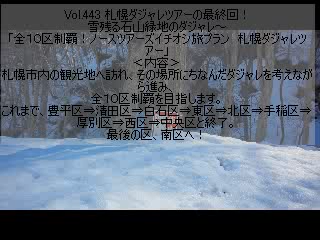 Vol.443 札幌ダジャレツアーの最終回！
雪残る石山緑地のダジャレ～
「全10区制覇！ノースツアーズイチオシ旅プラン　札幌ダジャレツ
アー」
＜内容＞
札幌市内の観光地へ訪れ、その場所にちなんだダジャレを考えなが
ら進み、
全10区制覇を目指します。
これまで、豊平区⇒清田区⇒白石区⇒東区⇒北区⇒手稲区⇒
厚別区⇒西区⇒中央区と終了。
最後の区、南区へ！